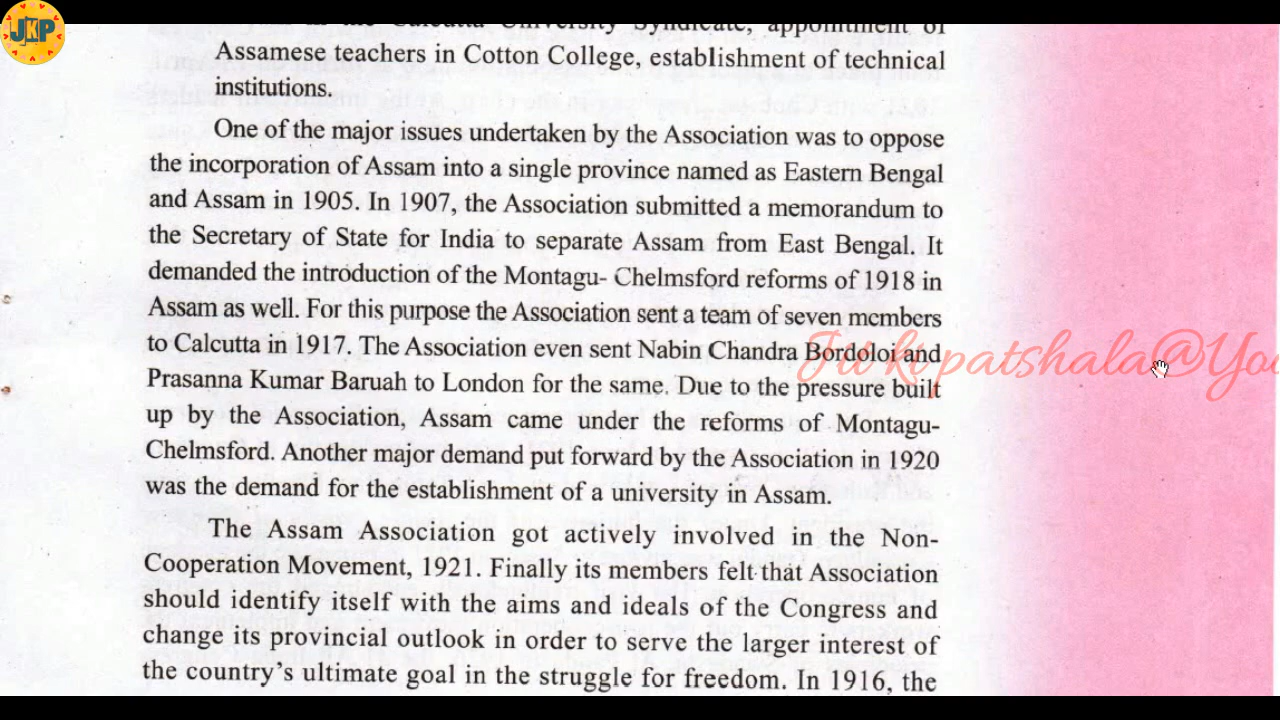 JKP
Calcutta University Syndicate, appointment of
Assamese teachers in Cotton College, establishment of technical
institutions.
One of the major issues undertaken by the Association was to oppose
the incorporation of Assam into a single province named as Eastern Bengal
and Assam in 1905. In 1907, the Association submitted a memorandum to
the Secretary of State for India to separate Assam from East Bengal. It
demanded the introduction of the Montagu- Chelmsford reforms of 1918 in
Assam as well. For this purpose the Association sent a team of seven members
to Calcutta in 1917. The Association even sent Nabin Chandra Bordoloi and
Prasanna Kumar Baruah to London for the same. Due to the pressure built
up by the Association, Assam came under the reforms of Montagu-
Chelmsford. Another major demand put forward by the Association in 1920
was the demand for the establishment of a university in Assam.
The Assam Association got actively involved in the Non-
Cooperation Movement, 1921. Finally its members felt that Association
should identify itself with the aims and ideals of the Congress and
change its provincial outlook in order to serve the larger interest of
the country's ultimate goal in the struggle for freedom. In 1916, the
ki patshala@You